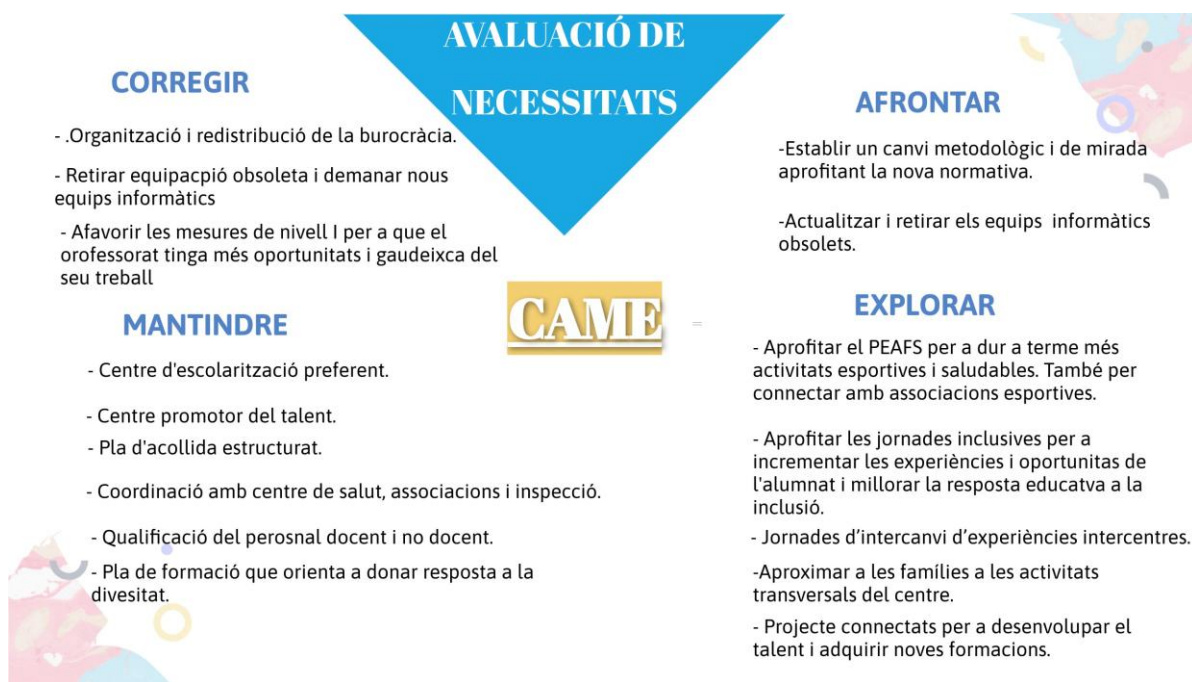 AVALUACIÓ DE
NECESSITATS
CORREGIR
- .Organització i redistribució de la burocràcia.
- Retirar equipacpió obsoleta i demanar nous
equips informàtics
- Afavorir les mesures de nivell I per a que el
orofessorat tinga més oportunitats i gaudeixca del
seu treball
AFRONTAR
-Establir un canvi metodològic i de mirada
aprofitant la nova normativa.
-Actualitzar i retirar els equips informàtics
obsolets.
CAME
=
MANTINDRE
- Centre d'escolarització preferent.
- Centre promotor del talent.
- Pla d'acollida estructurat.
- Coordinació amb centre de salut, associacions i inspecció.
- Qualificació del perosnal docent i no docent.
- Pla de formació que orienta a donar resposta a la
divesitat.
EXPLORAR
- Aprofitar el PEAFS per a dur a terme més
activitats esportives i saludables. També per
connectar amb associacions esportives.
- Aprofitar les jornades inclusives per a
incrementar les experiències i oportunitas de
l'alumnat i millorar la resposta educatva a la
inclusió.
- Jornades d’intercanvi d’experiències intercentres.
-Aproximar a les famílies a les activitats
transversals del centre.
- Projecte connectats per a desenvolupar el
talent i adquirir noves formacions.